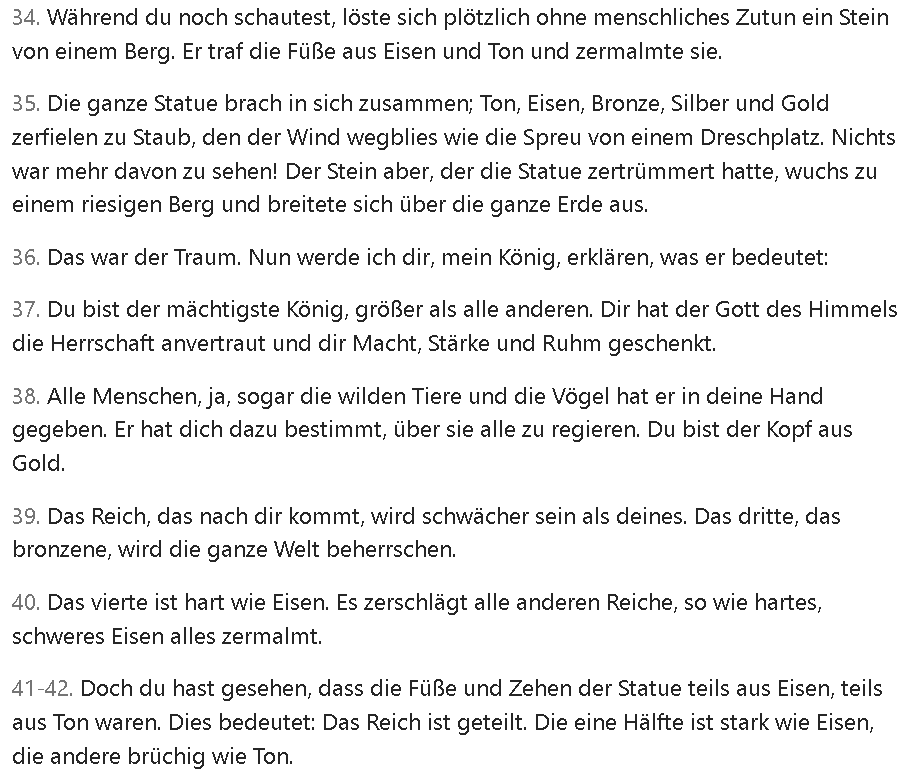 34. Während du noch schautest, löste sich plötzlich ohne menschliches Zutun ein Stein
von einem Berg. Er traf die Füße aus Eisen und Ton und zermalmte sie.
35. Die ganze Statue brach in sich zusammen; Ton, Eisen, Bronze, Silber und Gold
zerfielen zu Staub, den der Wind wegblies wie die Spreu von einem Dreschplatz. Nichts
war mehr davon zu sehen! Der Stein aber, der die Statue zertrümmert hatte, wuchs zu
einem riesigen Berg und breitete sich über die ganze Erde aus.
36. Das war der Traum. Nun werde ich dir, mein König, erklären, was er bedeutet:
37. Du bist der mächtigste König, größer als alle anderen. Dir hat der Gott des Himmels
die Herrschaft anvertraut und dir Macht, Stärke und Ruhm geschenkt.
38. Alle Menschen, ja, sogar die wilden Tiere und die Vögel hat er in deine Hand
gegeben. Er hat dich dazu bestimmt, über sie alle zu regieren. Du bist der Kopf aus
Gold.
39. Das Reich, das nach dir kommt, wird schwächer sein als deines. Das dritte, das
bronzene, wird die ganze Welt beherrschen.
40. Das vierte ist hart wie Eisen. Es zerschlägt alle anderen Reiche, so wie hartes,
schweres Eisen alles zermalmt.
41-42. Doch du hast gesehen, dass die Füße und Zehen der Statue teils aus Eisen, teils
aus Ton waren. Dies bedeutet: Das Reich ist geteilt. Die eine Hälfte ist stark wie Eisen,
die andere brüchig wie Ton.